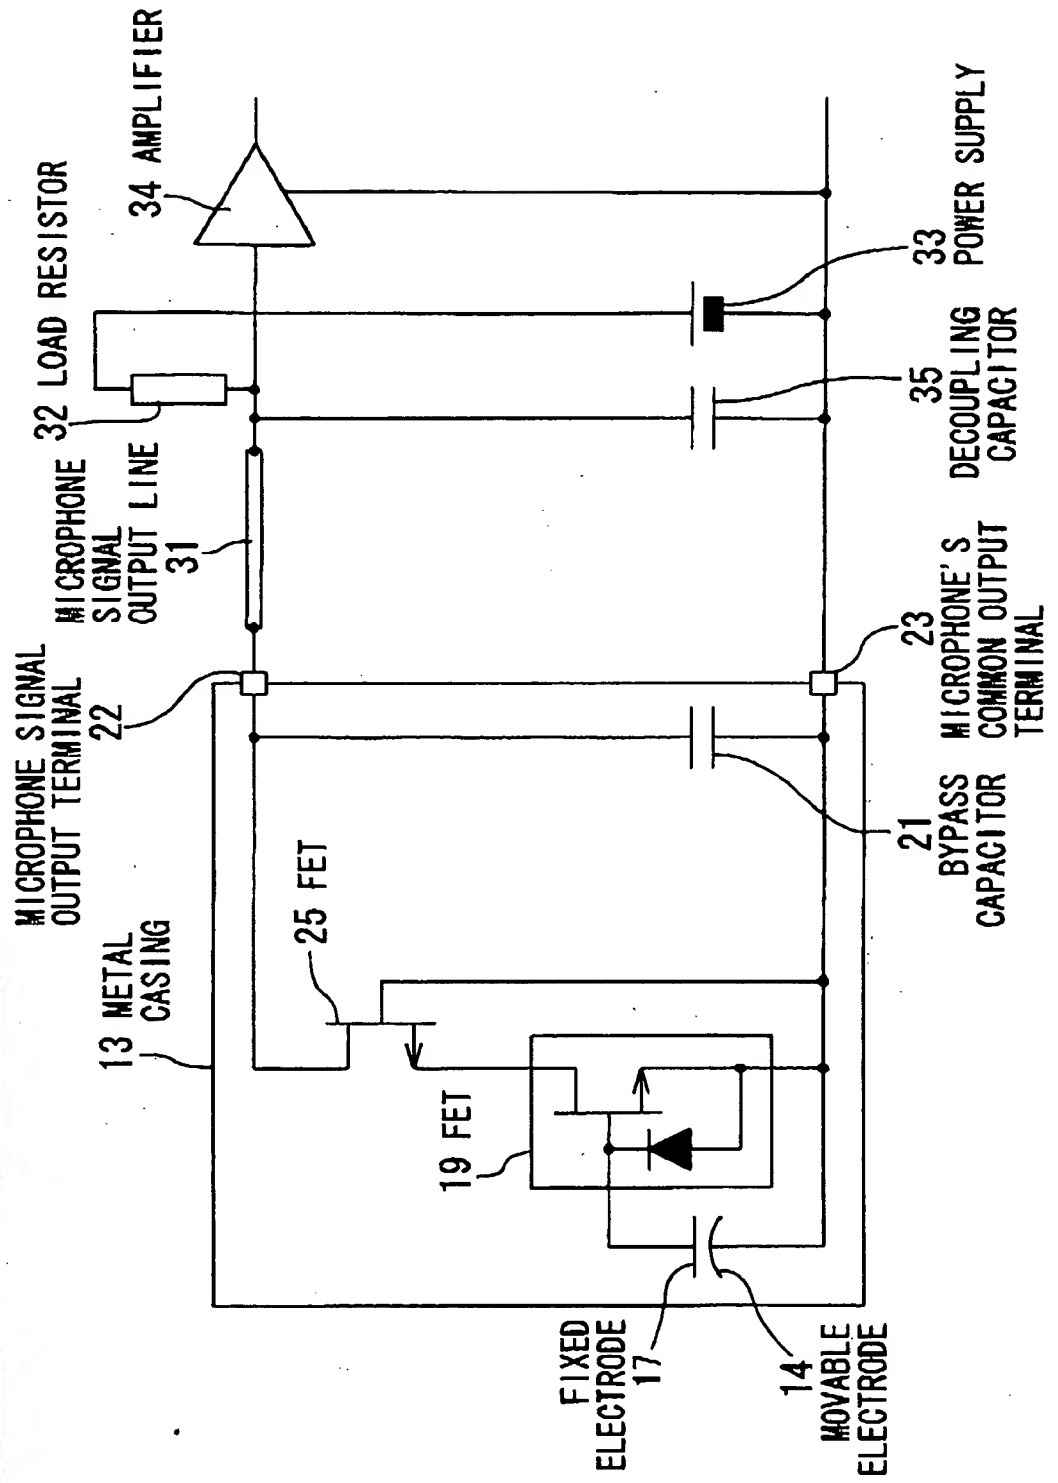 MICROPHONE SIGNAL
OUTPUT TERMINAL
22
MICROPHONE
SIGNAL
OUTPUT LINE
31
32 LOAD RESISTOR
34 AMPLIFIER
13 METAL
CASING
25 FET
19 FET
FIXED
ELECTRODE
17
14
MOVABLE
ELECTRODE
21
BYPASS
CAPACITOR
23
MICROPHONE'S
COMMON OUTPUT
TERMINAL
35
DECOUPLING
CAPACITOR
33
POWER SUPPLY